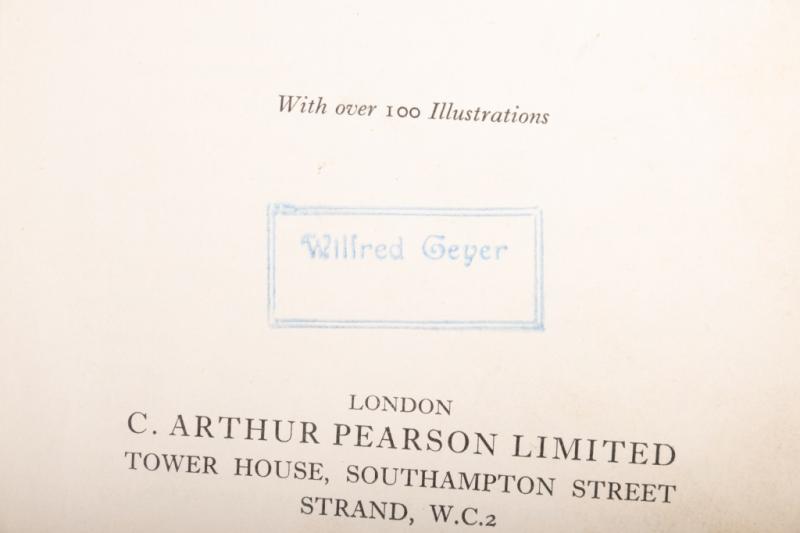 With over 100 Illustrations
Wilfred Geyer
LONDON
C. ARTHUR PEARSON LIMITED
TOWER HOUSE, SOUTHAMPTON STREET
STRAND, W.C.2